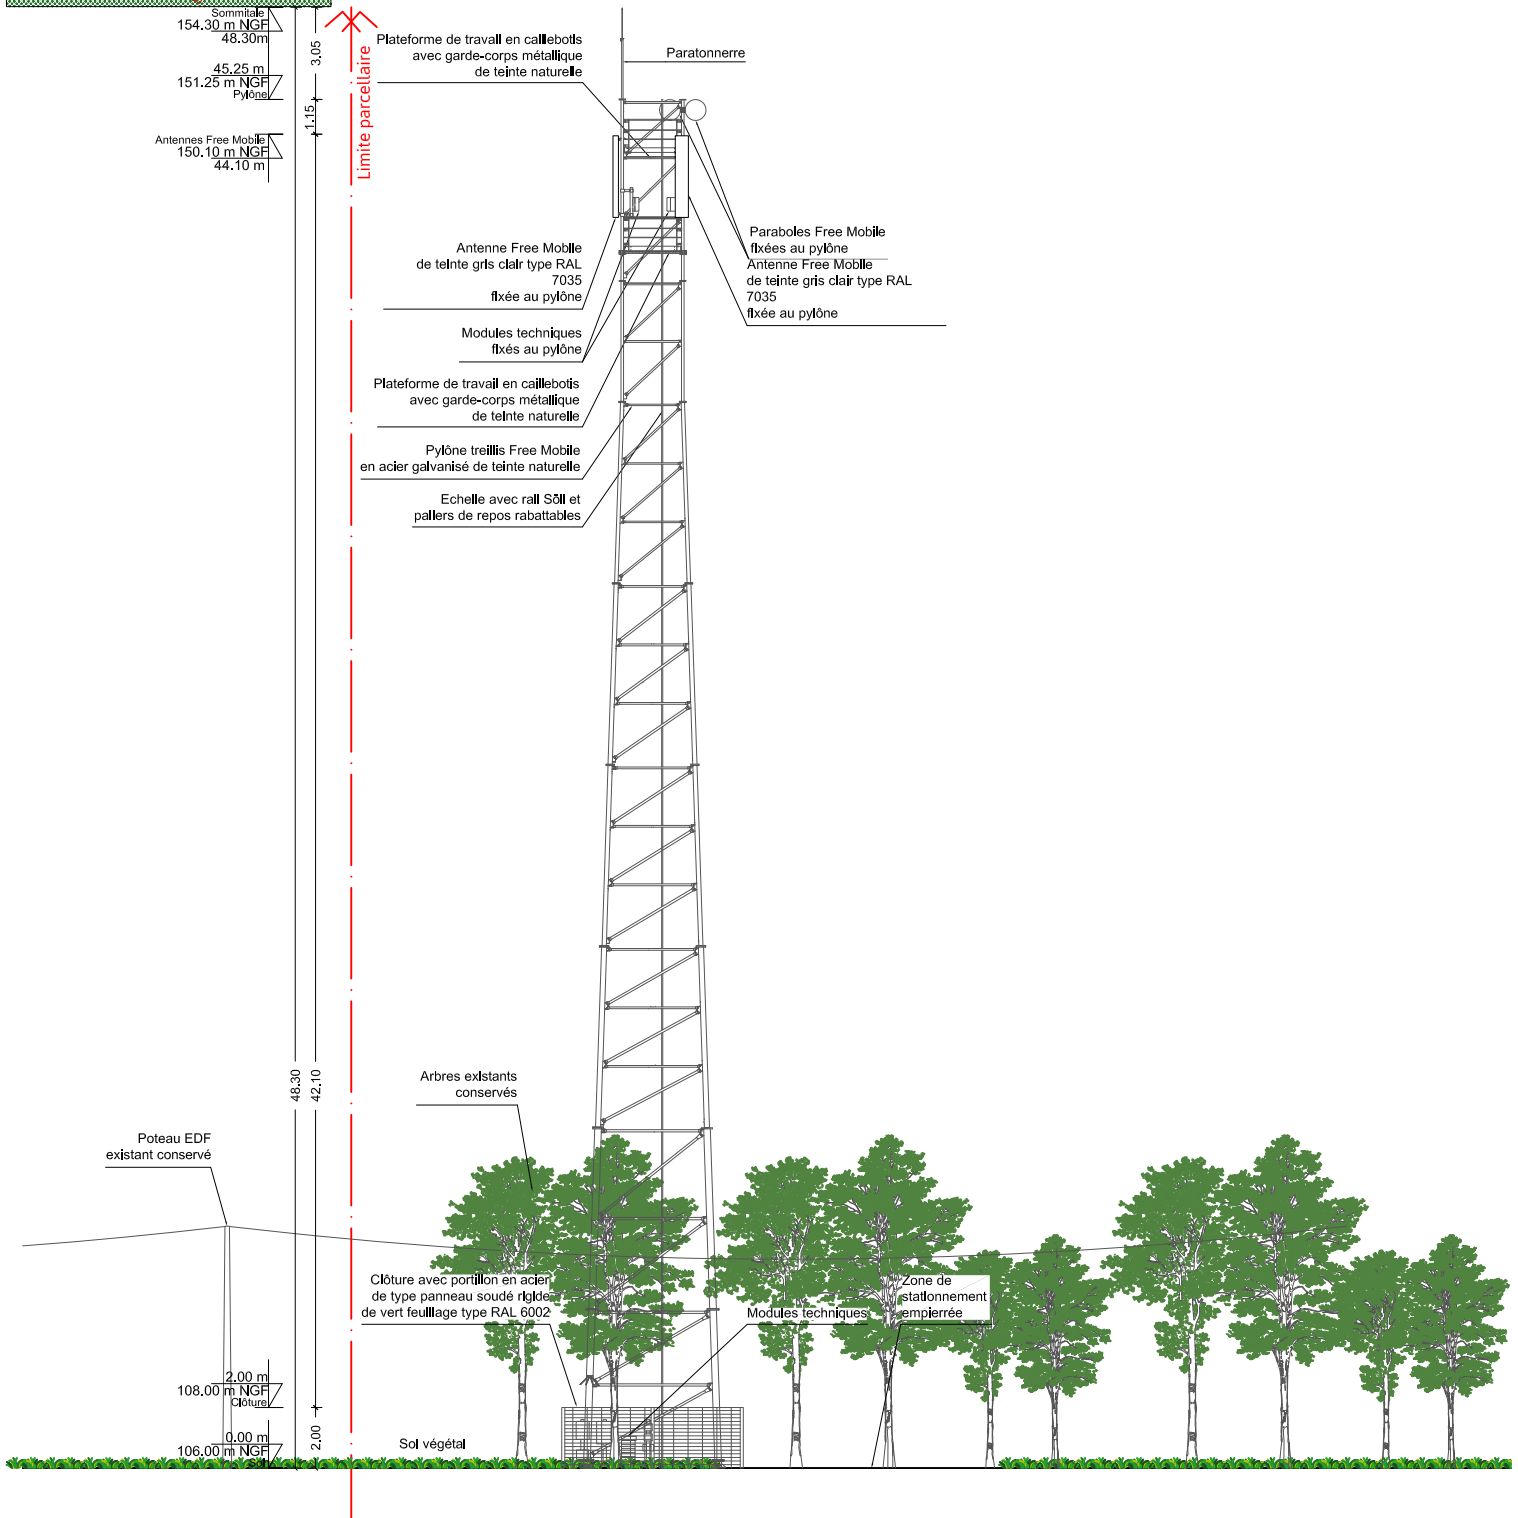 Sommitale
154.30 m NGF
48.30m
45.25 m
151.25 m NGF
Pylône
Antennes Free Mobile
150.10 m NGF
44.10 m
3.05
1.15
48.30
42.10
2.00
Limite parcellaire
Plateforme de travail en caillebotis
avec garde-corps métallique
de teinte naturelle
Paratonnerre
Antenne Free Mobile
de teinte gris clair type RAL
7035
fixée au pylône
Paraboles Free Mobile
fixées au pylône
Antenne Free Mobile
de teinte gris clair type RAL
7035
fixée au pylône
Modules techniques
fixés au pylône
Plateforme de travail en caillebotis
avec garde-corps métallique
de teinte naturelle
Pylône treillis Free Mobile
en acier galvanisé de teinte naturelle
Echelle avec rail Söll et
paliers de repos rabattables
Arbres existants
conservés
Poteau EDF
existant conservé
Clôture avec portillon en acier
de type panneau soudé rigide
de vert feuillage type RAL 6002
Modules techniques
Zone de
stationnement
empierrée
2.00 m
108.00 m NGF
Clôture
0.00 m
106.00 m NGF
Sol
Sol végétal